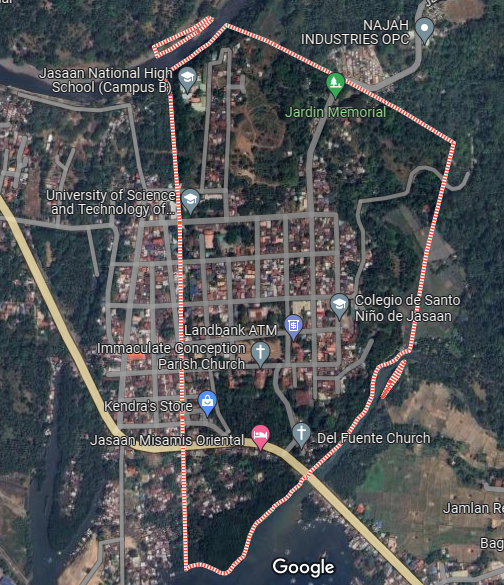 NAJAH
INDUSTRIES OPC
Jasaan National High
School (Campus B)
Jardin Memorial
University of Science
and Technology of...
Colegio de Santo
Niño de Jasaan
Landbank ATM
Immaculate Conception
Parish Church
Kendra's Store
Jasaan Misamis Oriental
Del Fuente Church
Jamlan Re
Bag
Google